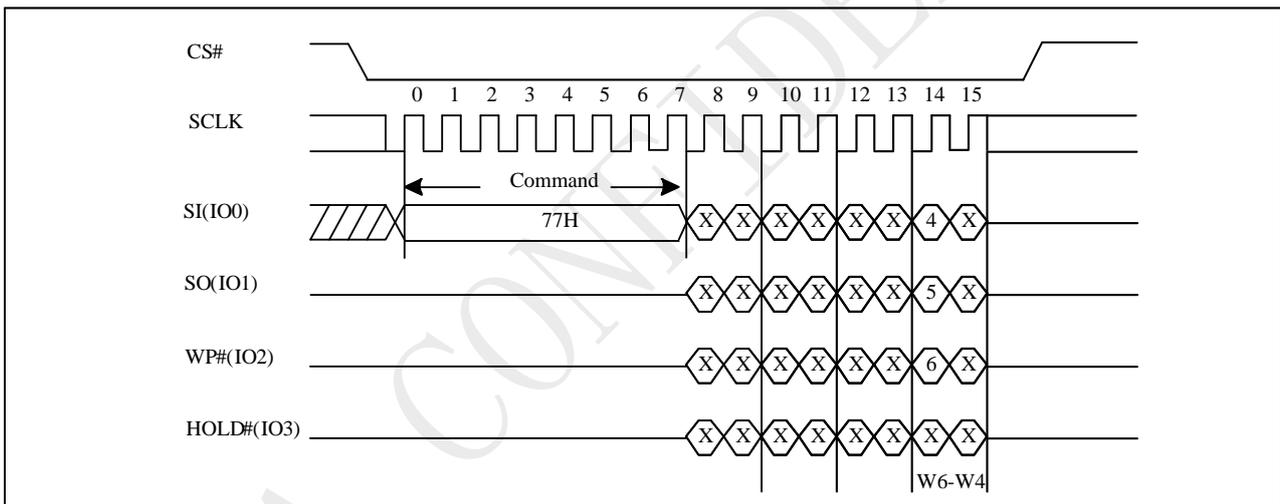 CS#
0 1 2 3 4 5 6 7 8 9 10 11 12 13 14 15
SCLK
Command
SI(IO0) 77H X X X X X X 4 X
SO(IO1) X X X X X X 5 X
WP#(IO2) X X X X X X 6 X
HOLD#(IO3) X X X X X X X X
W6-W4